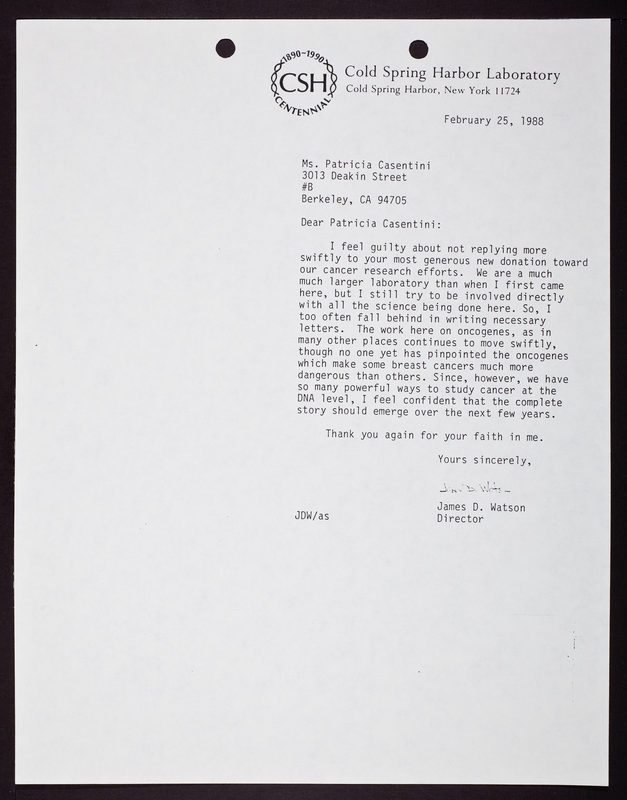 1890-1990
CSH
CENTENNIAL
Cold Spring Harbor Laboratory
Cold Spring Harbor, New York 11724
February 25, 1988
Ms. Patricia Casentini
3013 Deakin Street
#B
Berkeley, CA 94705
Dear Patricia Casentini:
I feel guilty about not replying more
swiftly to your most generous new donation toward
our cancer research efforts. We are a much
much larger laboratory than when I first came
here, but I still try to be involved directly
with all the science being done here. So, I
too often fall behind in writing necessary
letters. The work here on oncogenes, as in
many other places continues to move swiftly,
though no one yet has pinpointed the oncogenes
which make some breast cancers much more
dangerous than others. Since, however, we have
so many powerful ways to study cancer at the
DNA level, I feel confident that the complete
story should emerge over the next few years.
Thank you again for your faith in me.
Yours sincerely,
James D. Watson
JDW/as
Director